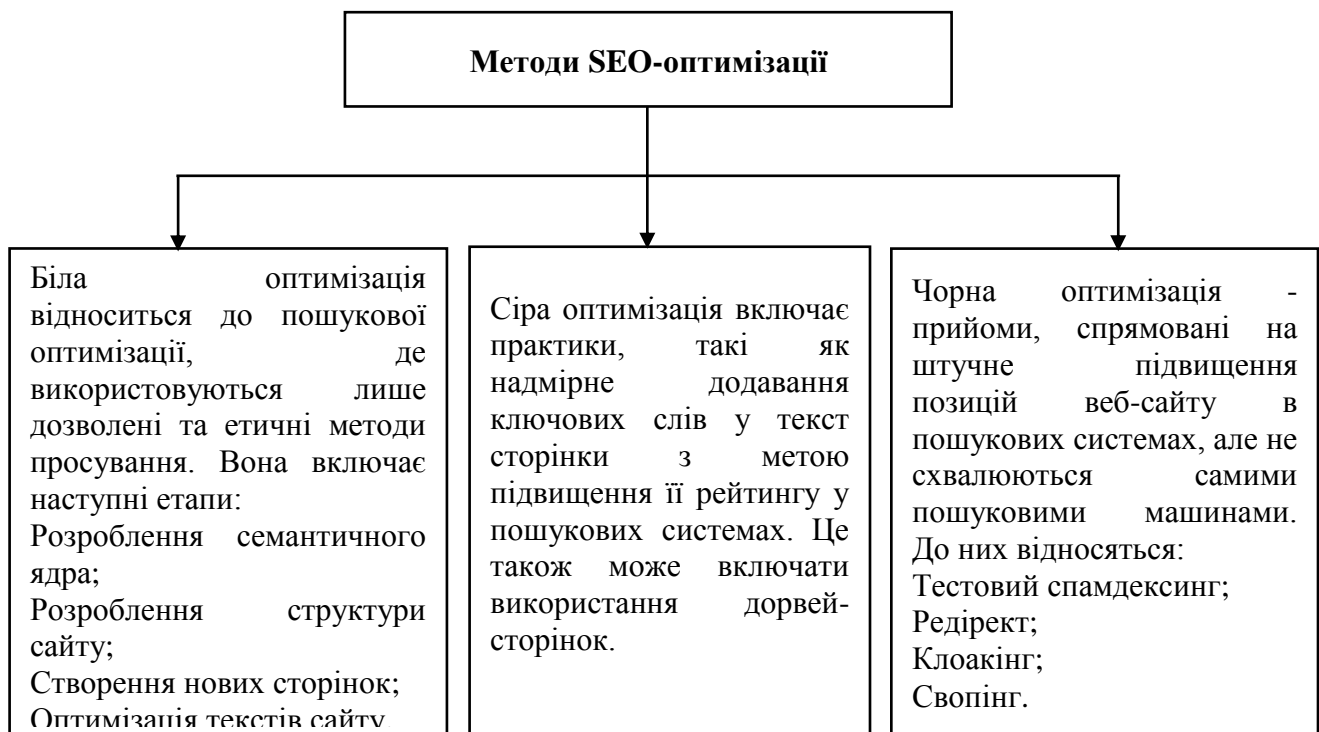 Методи SEO-оптимізації
Біла оптимізація
відноситься до пошукової
оптимізації, де
використовуються лише
дозволені та етичні методи
просування. Вона включає
наступні етапи:
Розроблення семантичного
ядра;
Розроблення структури
сайту;
Створення нових сторінок;
Оптимізація текстів сайту
Сіра оптимізація включає
практики, такі як
надмірне додавання
ключових слів у текст
сторінки з метою
підвищення її рейтингу у
пошукових системах. Це
також може включати
використання дорвей-
сторінок.
Чорна оптимізація -
прийоми, спрямовані на
штучне підвищення
позицій веб-сайту в
пошукових системах, але не
схвалюються самими
пошуковими машинами.
До них відносяться:
Тестовий спамдексинг;
Редірект;
Клоакінг;
Свопінг.